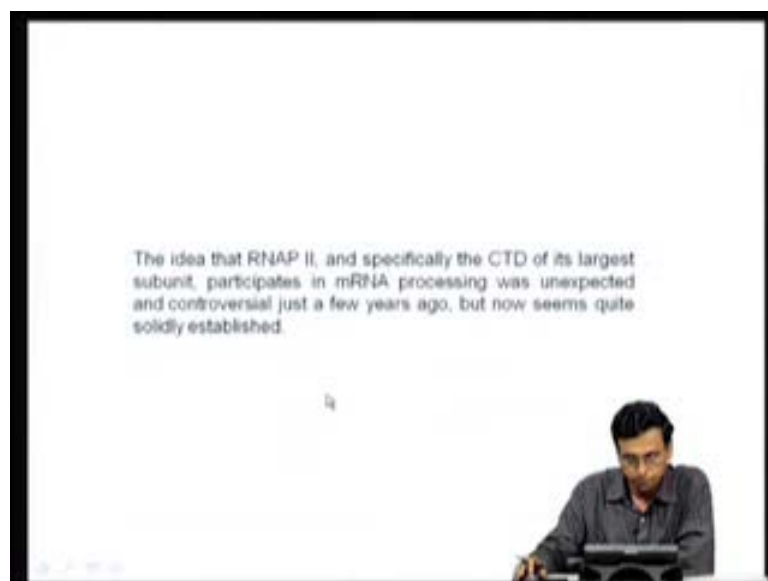 The idea that RNAP II, and specifically the CTD of its largest
subunit, participates in mRNA processing was unexpected
and controversial just a few years ago, but now seems quite
solidly established.